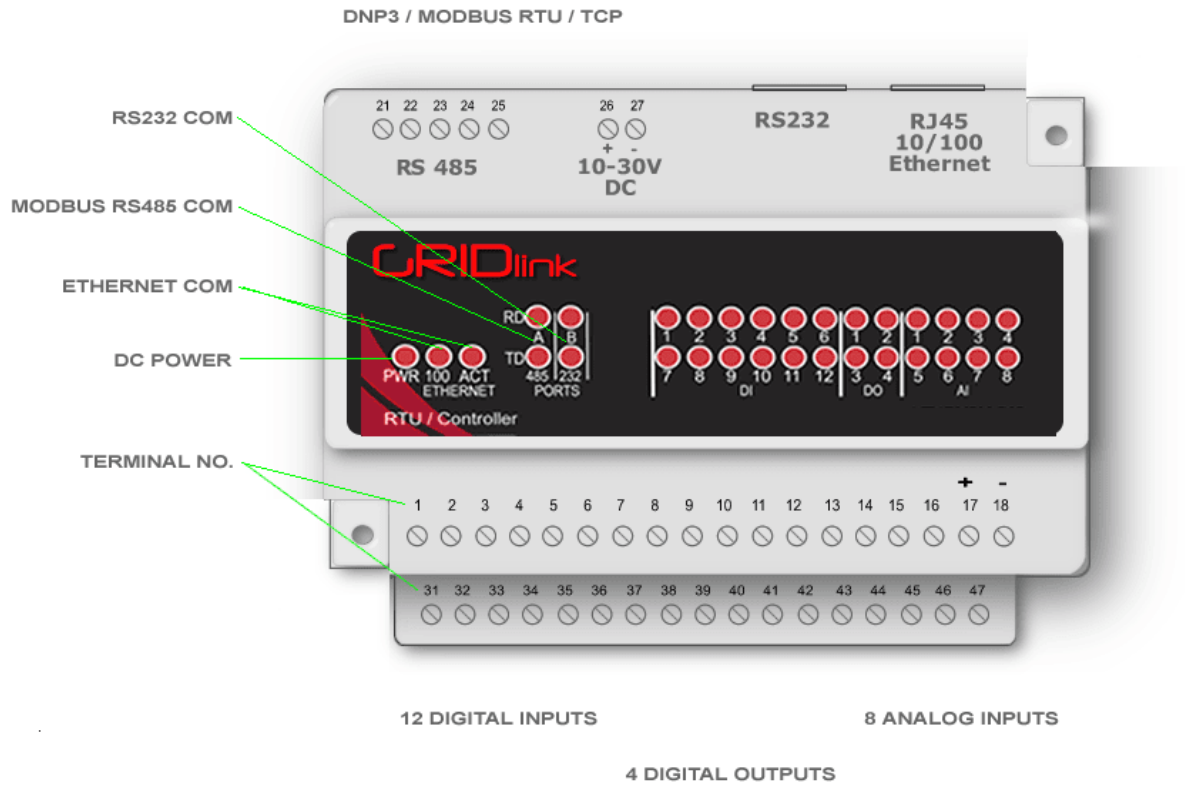 DNP3 / MODBUS RTU / TCP
21 22 23 24 25
26 27
RS232 COM
RS 485
+ -
10-30V
DC
RS232
RJ45
10/100
Ethernet
MODBUS RS485 COM
GRIDlink
ETHERNET COM
RD
A B
1 2 3 4 5 6 1 2 1 2 3 4
DC POWER
TD
PWR 100 ACT
ETHERNET
485 232
PORTS
7 8 9 10 11 12 3 4 5 6 7 8
DI DO AI
RTU / Controller
TERMINAL NO.
+ -
1 2 3 4 5 6 7 8 9 10 11 12 13 14 15 16 17 18
31 32 33 34 35 36 37 38 39 40 41 42 43 44 45 46 47
12 DIGITAL INPUTS
8 ANALOG INPUTS
4 DIGITAL OUTPUTS